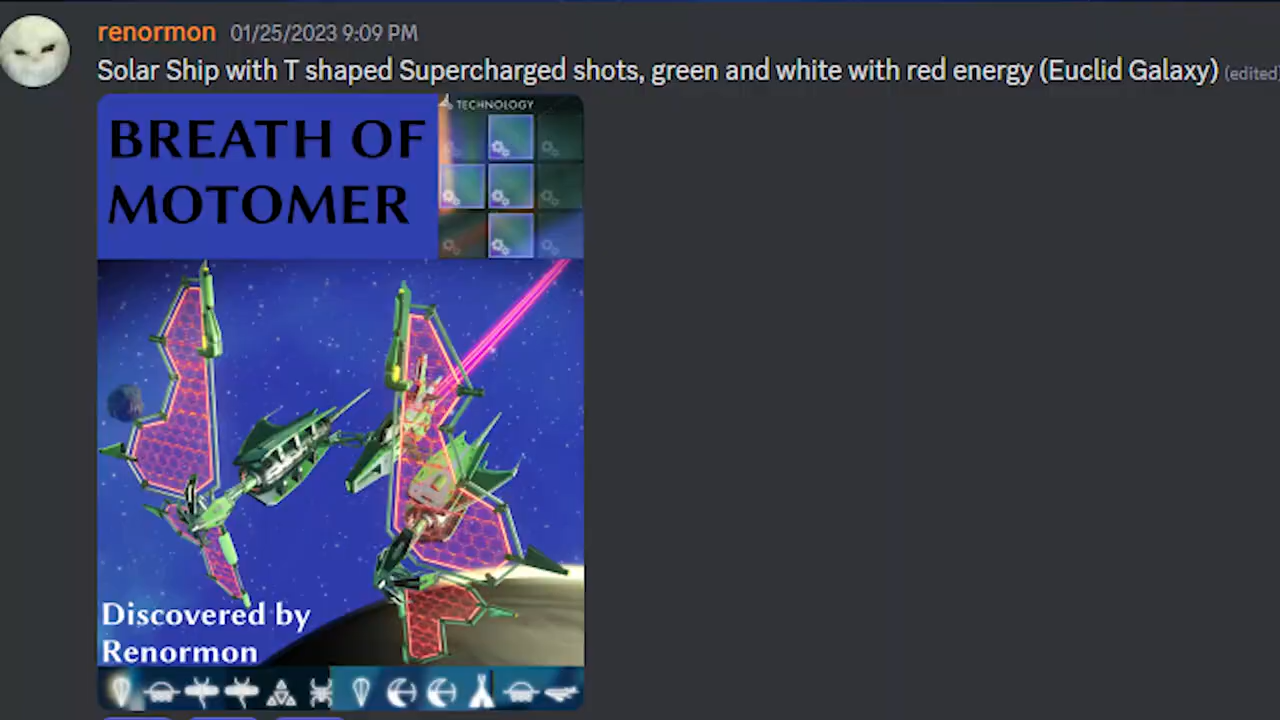 renormon 01/25/2023 9:09 PM
Solar Ship with T shaped Supercharged shots, green and white with red energy (Euclid Galaxy) (edited)
BREATH OF
MOTOMER
TECHNOLOGY
Discovered by
Renormon